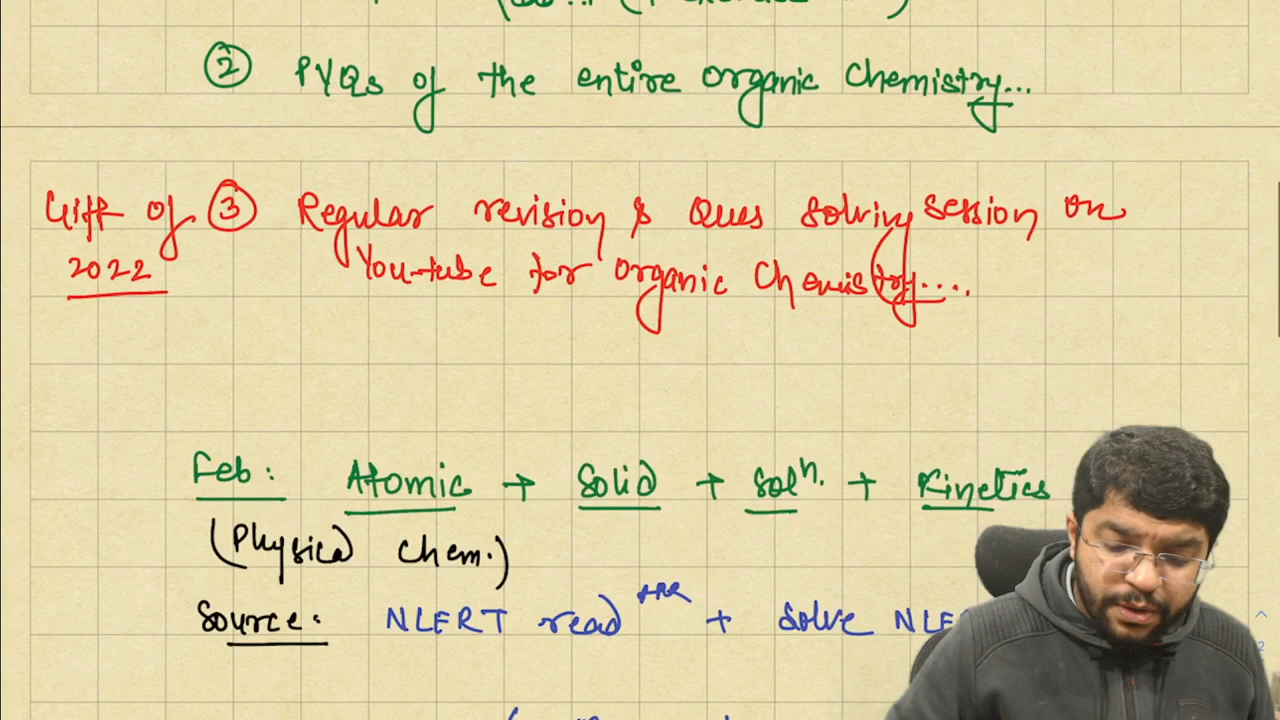 ② PYQs of the entire organic chemistry...
Gift of ③ Regular revision & Ques solving session on
2022 You-tube for organic Chemistry....
Feb: Atomic + Solid + Solⁿ. + Kinetics
(Physical chem.)
Source: NCERT read + Solve NCE